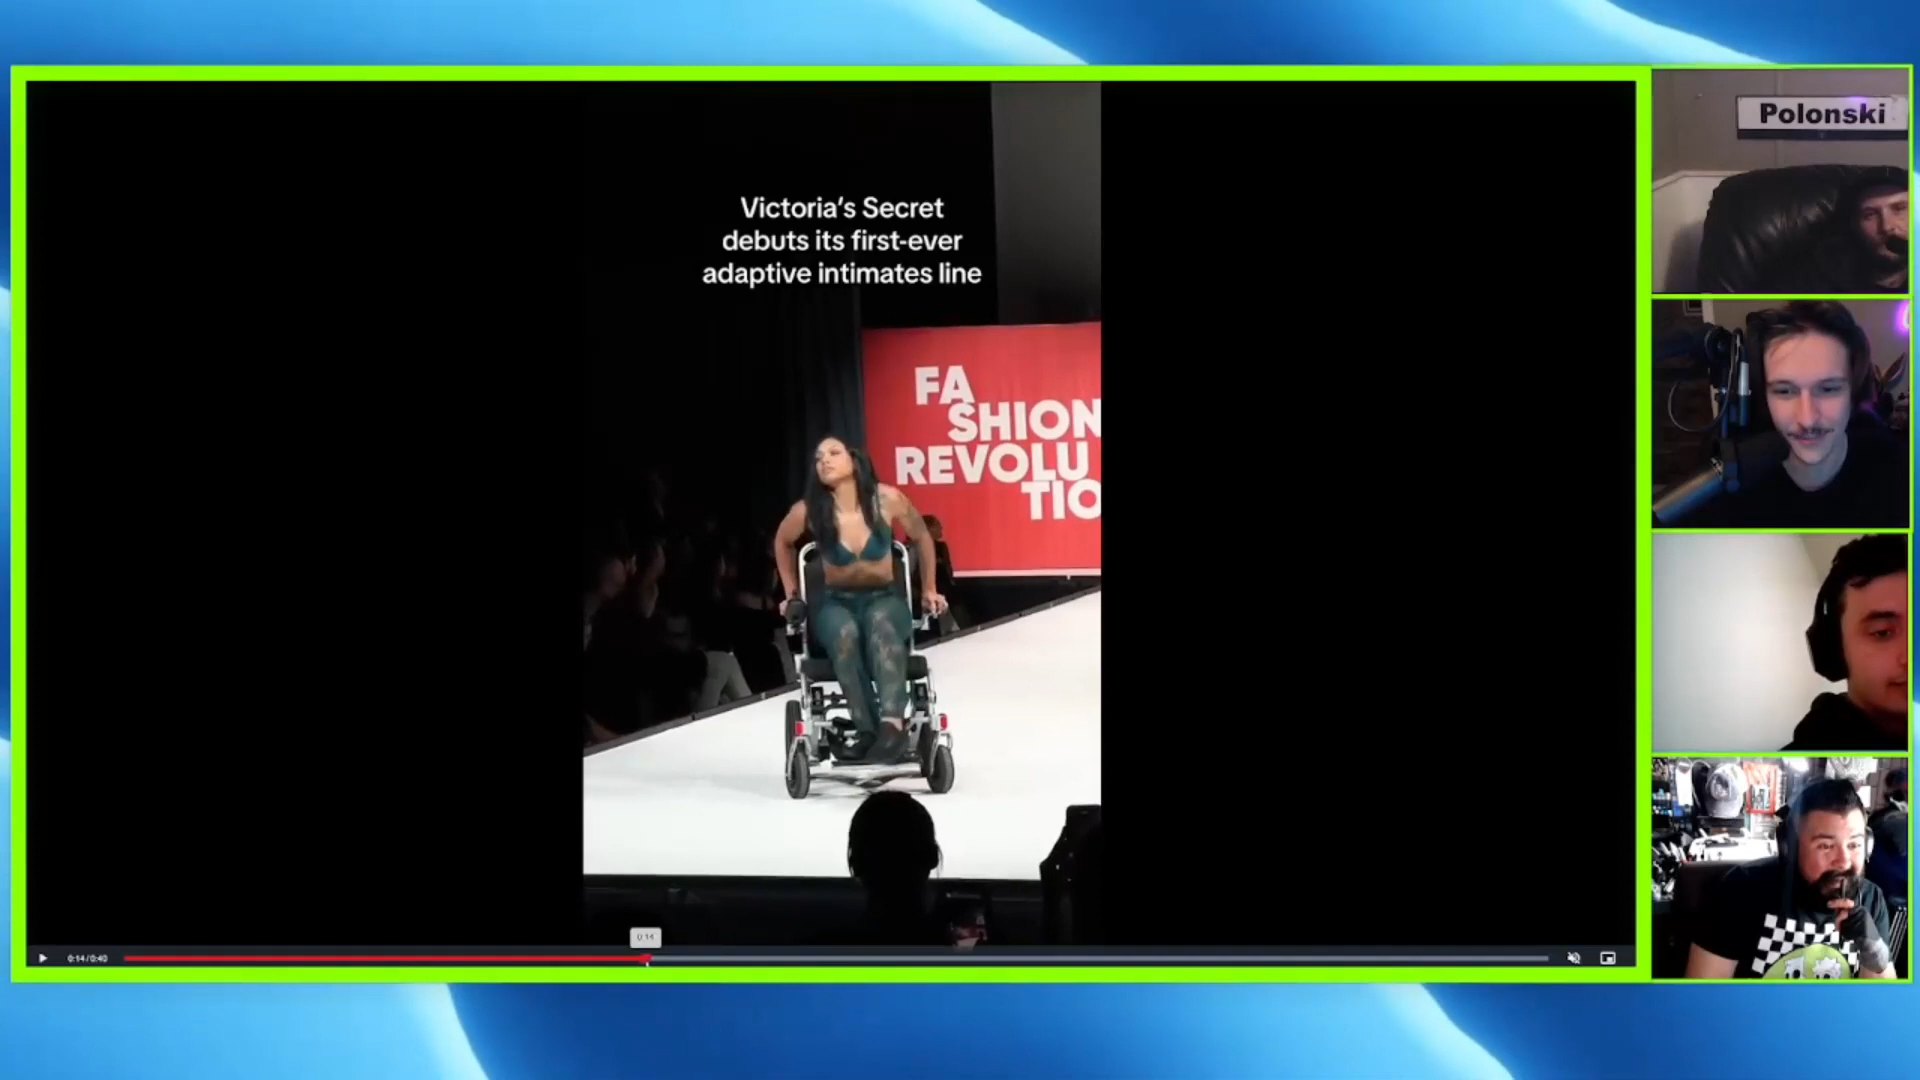 Polonski
Victoria's Secret
debuts its first-ever
adaptive intimates line
FA
SHION
REVOLU
TIO
0:14
0:14/0:40